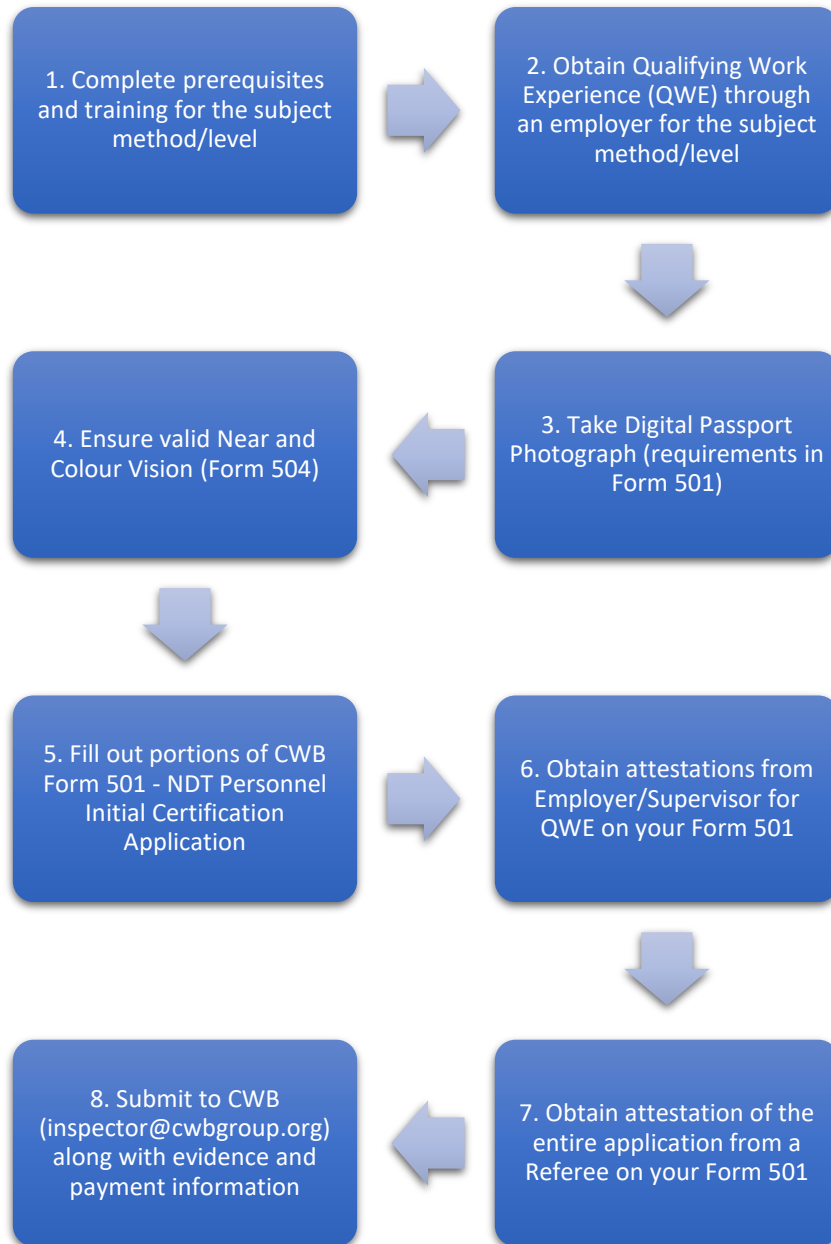 1. Complete prerequisites
and training for the subject
method/level
2. Obtain Qualifying Work
Experience (QWE) through
an employer for the subject
method/level
3. Take Digital Passport
Photograph (requirements in
Form 501)
4. Ensure valid Near and
Colour Vision (Form 504)
5. Fill out portions of CWB
Form 501 - NDT Personnel
Initial Certification
Application
6. Obtain attestations from
Employer/Supervisor for
QWE on your Form 501
7. Obtain attestation of the
entire application from a
Referee on your Form 501
8. Submit to CWB
(inspector@cwbgroup.org)
along with evidence and
payment information